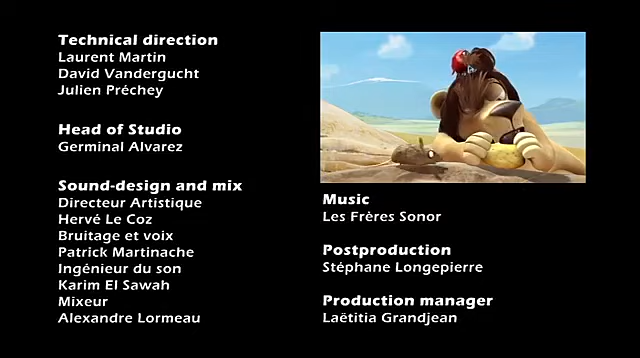 Technical direction
Laurent Martin
David Vandergucht
Julien Préchey
Head of Studio
Germinal Alvarez
Sound-design and mix
Directeur Artistique
Hervé Le Coz
Bruitage et voix
Patrick Martinache
Ingénieur du son
Karim El Sawah
Mixeur
Alexandre Lormeau
Music
Les Frères Sonor
Postproduction
Stéphane Longepierre
Production manager
Laëtitia Grandjean